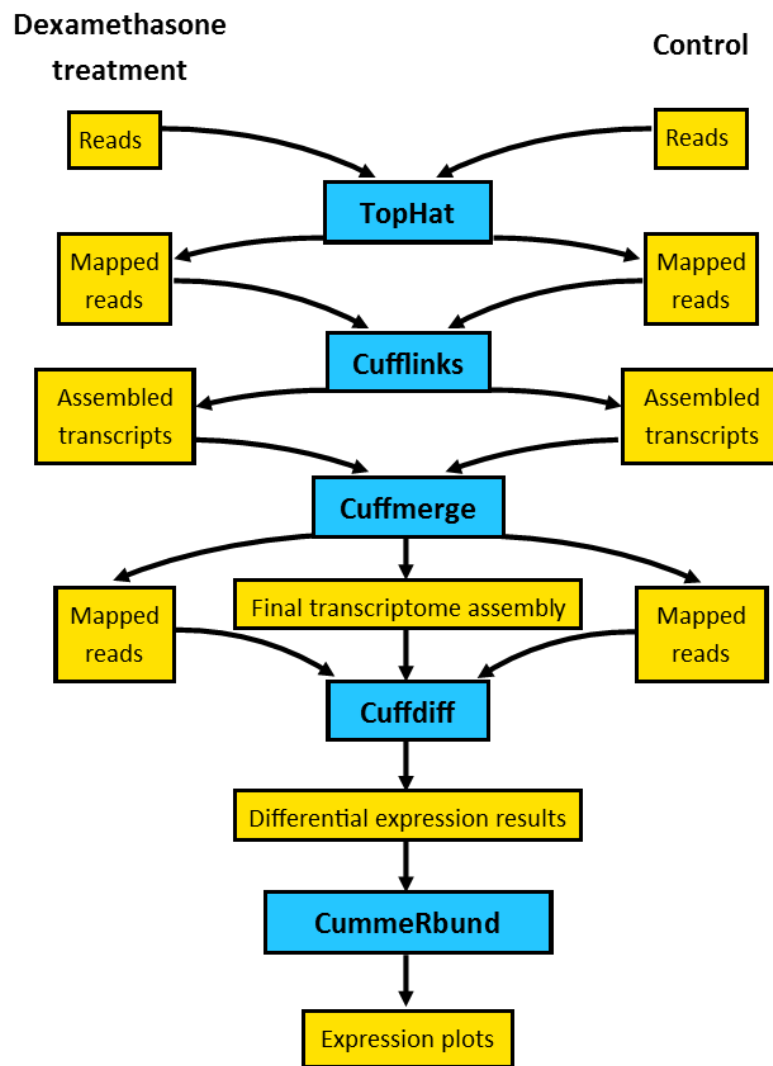 Dexamethasone
treatment
Control
Reads
Reads
TopHat
Mapped
reads
Mapped
reads
Cufflinks
Assembled
transcripts
Assembled
transcripts
Cuffmerge
Mapped
reads
Final transcriptome assembly
Mapped
reads
Cuffdiff
Differential expression results
CummeRbund
Expression plots